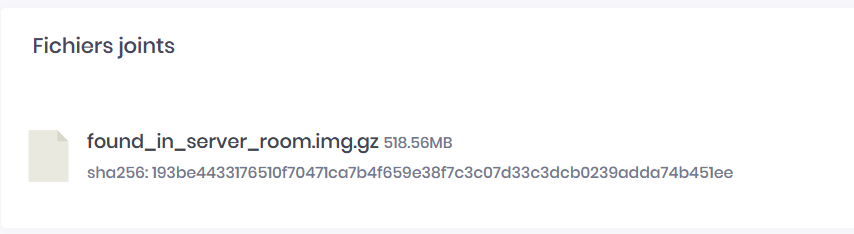 Fichiers joints
found_in_server_room.img.gz 518.56MB
sha256: 193be4433176510f70471ca7b4f659e38f7c3c07d33c3dcb0239adda74b451ee